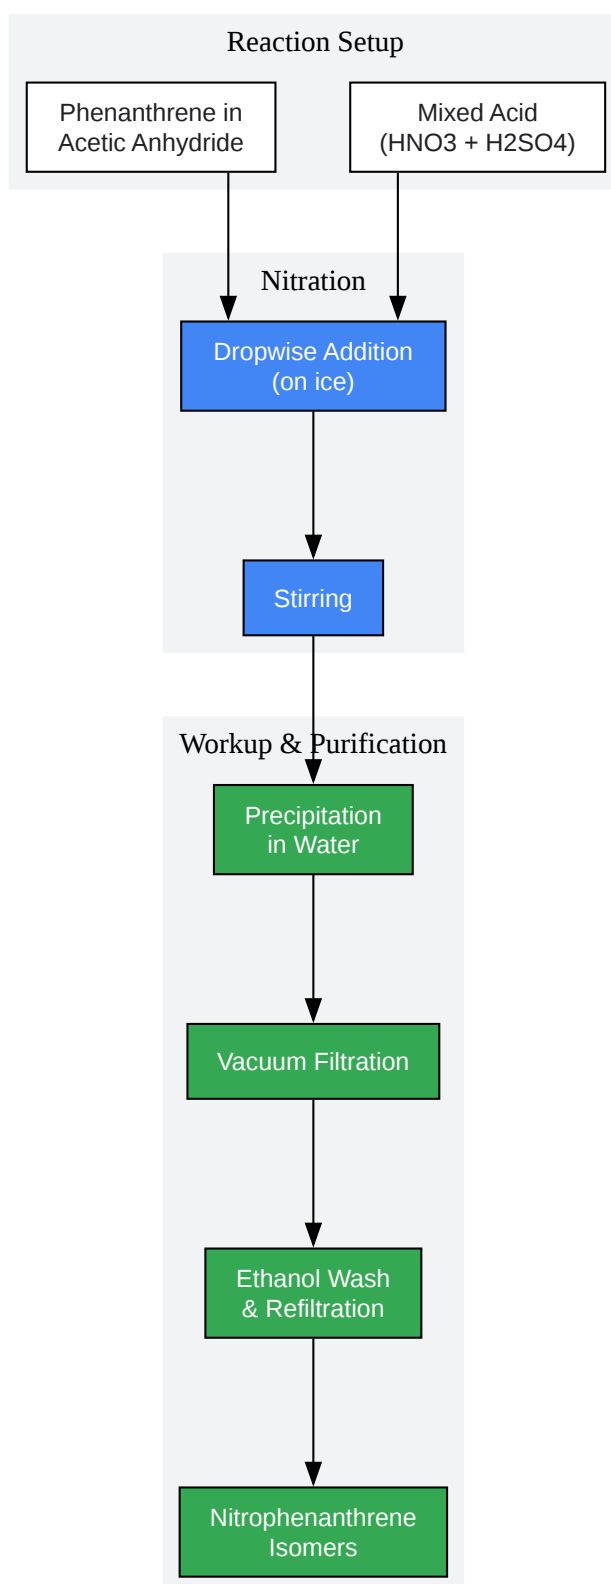 Reaction Setup
Phenanthrene in
Acetic Anhydride
Mixed Acid
(HNO3 + H2SO4)
Nitration
Dropwise Addition
(on ice)
Stirring
Workup & Purification
Precipitation
in Water
Vacuum Filtration
Ethanol Wash
& Refiltration
Nitrophenanthrene
Isomers